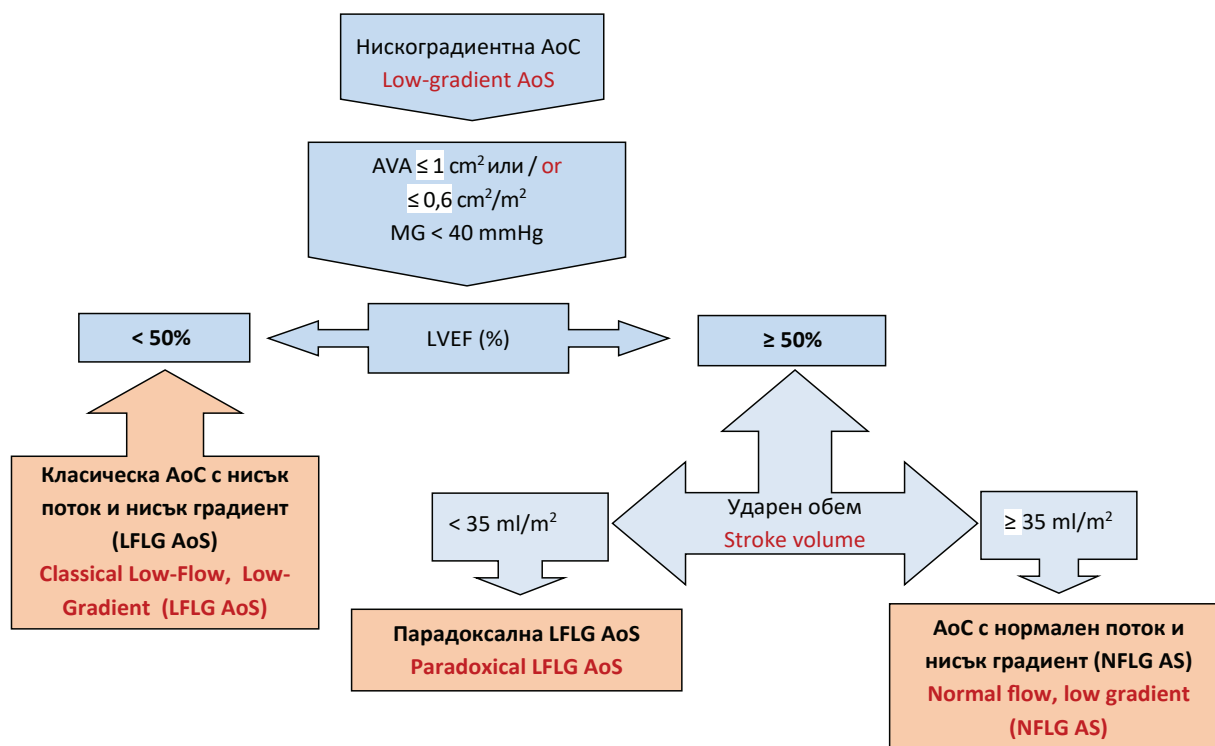 Нискоградиентна АоС
Low-gradient AoS
AVA ≤ 1 cm² или / or
≤ 0,6 cm²/m²
MG < 40 mmHg
< 50%
LVEF (%)
≥ 50%
Класическа АоС с нисък
поток и нисък градиент
(LFLG AoS)
Classical Low-Flow, Low-
Gradient (LFLG AoS)
< 35 ml/m²
Ударен обем
Stroke volume
≥ 35 ml/m²
Парадоксална LFLG AoS
Paradoxical LFLG AoS
АоС с нормален поток и
нисък градиент (NFLG AS)
Normal flow, low gradient
(NFLG AS)